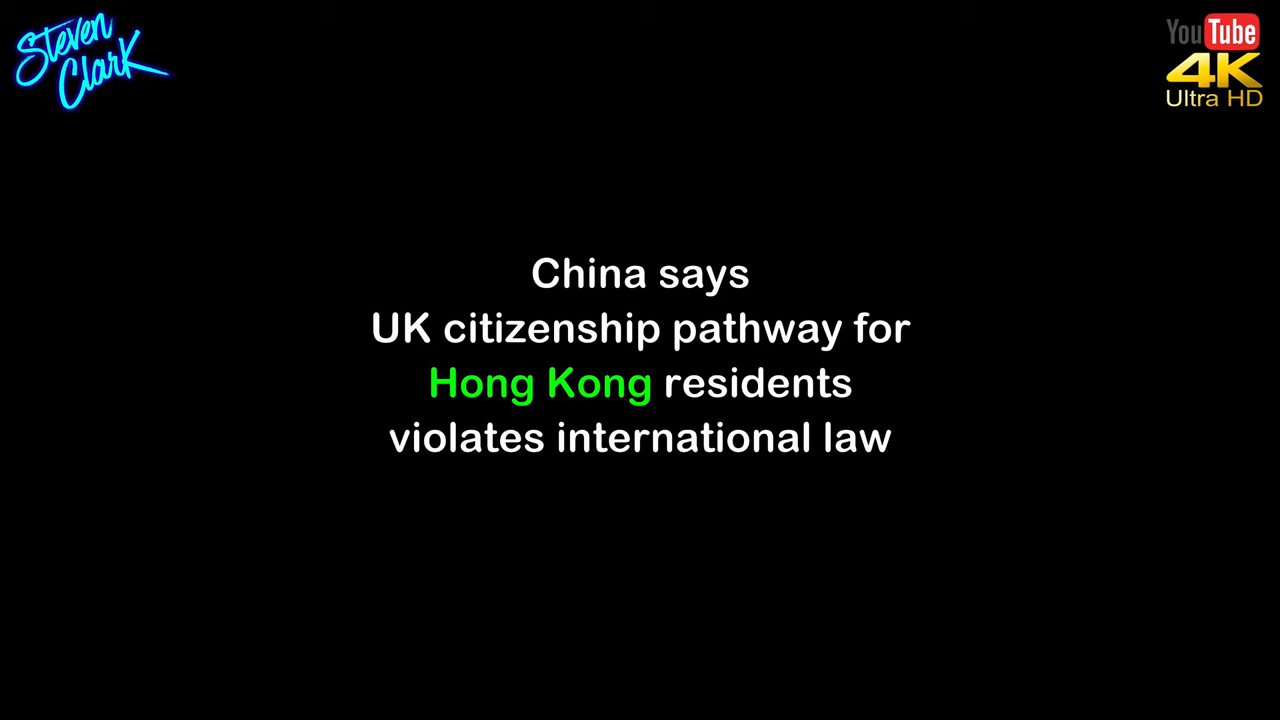 Steven
Clark
YouTube
4K
Ultra HD
China says
UK citizenship pathway for
Hong Kong residents
violates international law